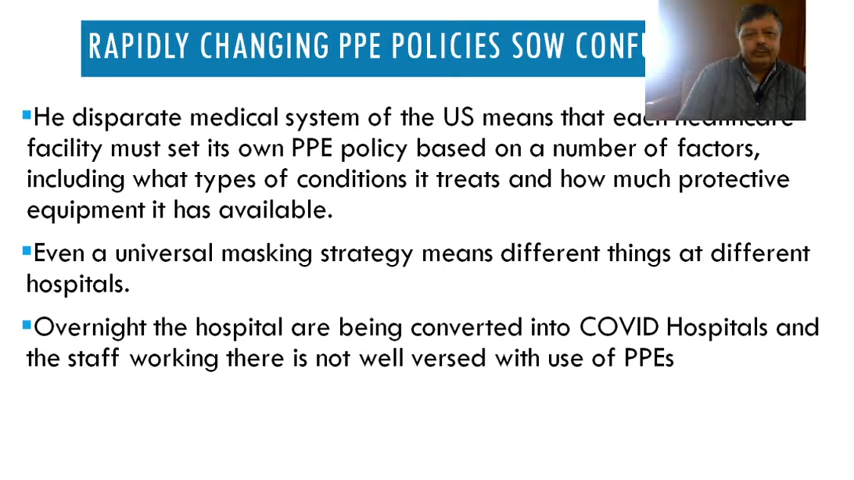 RAPIDLY CHANGING PPE POLICIES SOW
▪He disparate medical system of the US means that each healthcare
facility must set its own PPE policy based on a number of factors,
including what types of conditions it treats and how much protective
equipment it has available.
▪Even a universal masking strategy means different things at different
hospitals.
▪Overnight the hospital are being converted into COVID Hospitals and
the staff working there is not well versed with use of PPEs